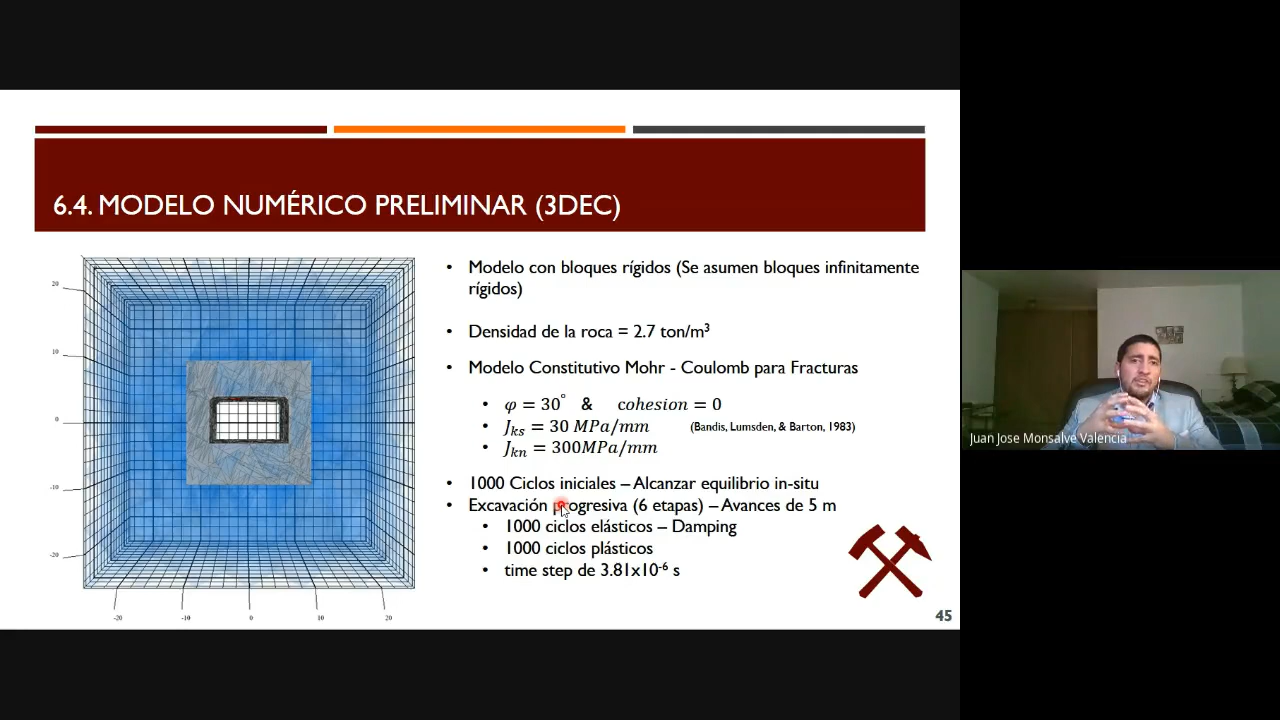 6.4. MODELO NUMÉRICO PRELIMINAR (3DEC)
• Modelo con bloques rígidos (Se asumen bloques infinitamente
rígidos)
• Densidad de la roca = 2.7 ton/m³
• Modelo Constitutivo Mohr - Coulomb para Fracturas
• φ = 30° & cohesion = 0
• Jks = 30 MPa/mm (Bandis, Lumsden, & Barton, 1983)
• Jkn = 300MPa/mm
• 1000 Ciclos iniciales – Alcanzar equilibrio in-situ
• Excavación progresiva (6 etapas) – Avances de 5 m
• 1000 ciclos elásticos – Damping
• 1000 ciclos plásticos
• time step de 3.81x10⁻⁶ s
20
10
0
-10
-20
-20 -10 0 10 20
45
Juan Jose Monsalve Valencia